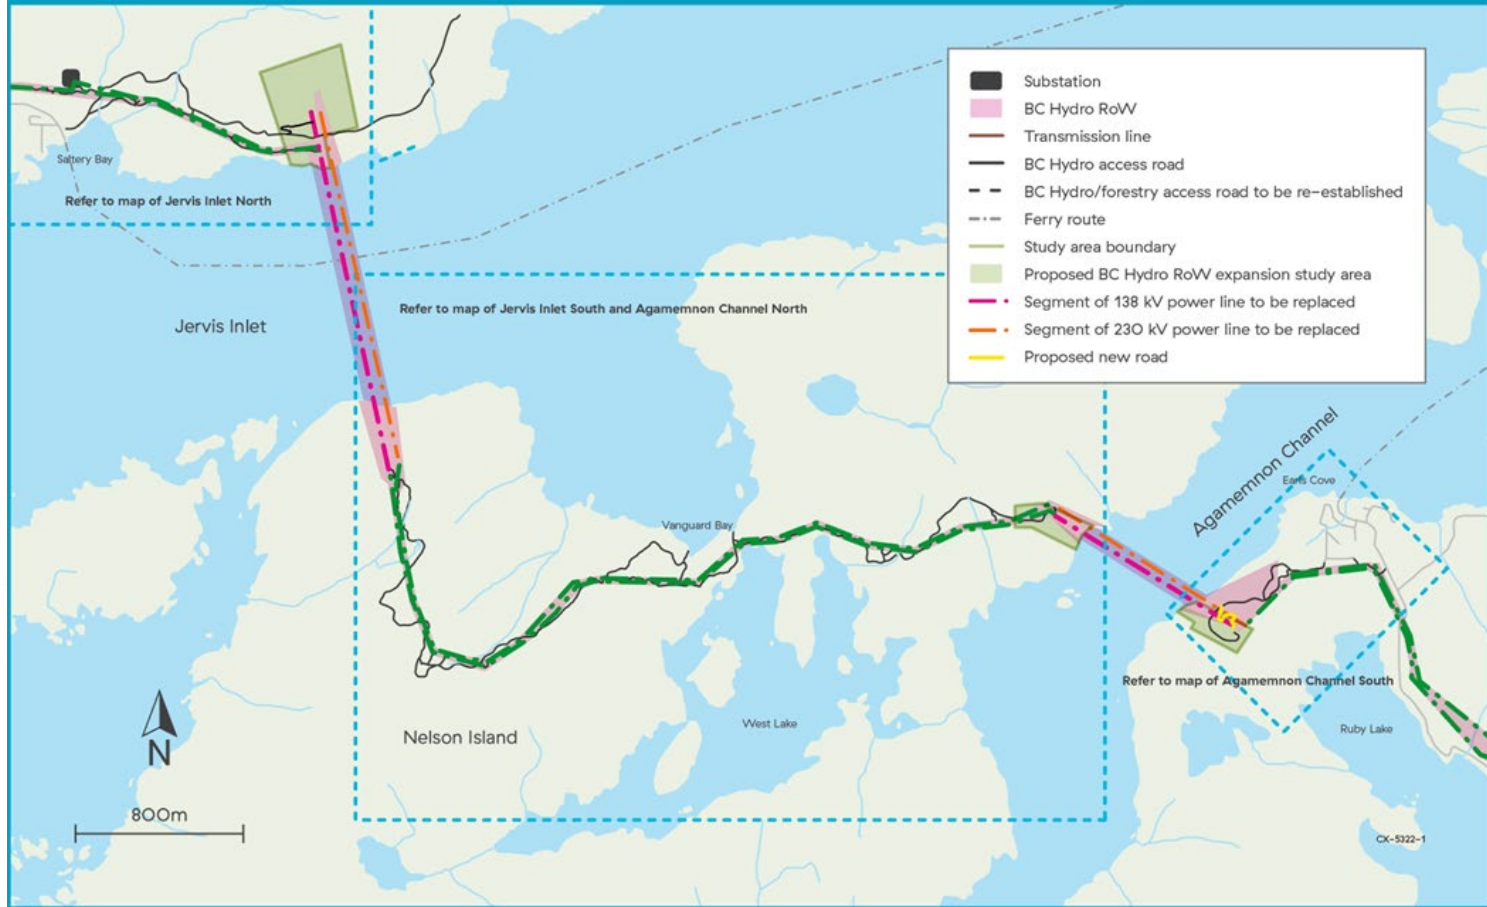 Substation
BC Hydro RoW
Transmission line
BC Hydro access road
BC Hydro/forestry access road to be re-established
Ferry route
Study area boundary
Proposed BC Hydro RoW expansion study area
Segment of 138 kV power line to be replaced
Segment of 230 kV power line to be replaced
Proposed new road
Saltery Bay
Refer to map of Jervis Inlet North
Refer to map of Jervis Inlet South and Agamemnon Channel North
Jervis Inlet
Agamemnon Channel
Earls Cove
Vanguard Bay
Refer to map of Agamemnon Channel South
West Lake
Ruby Lake
Nelson Island
N
800m
CX-5322-1